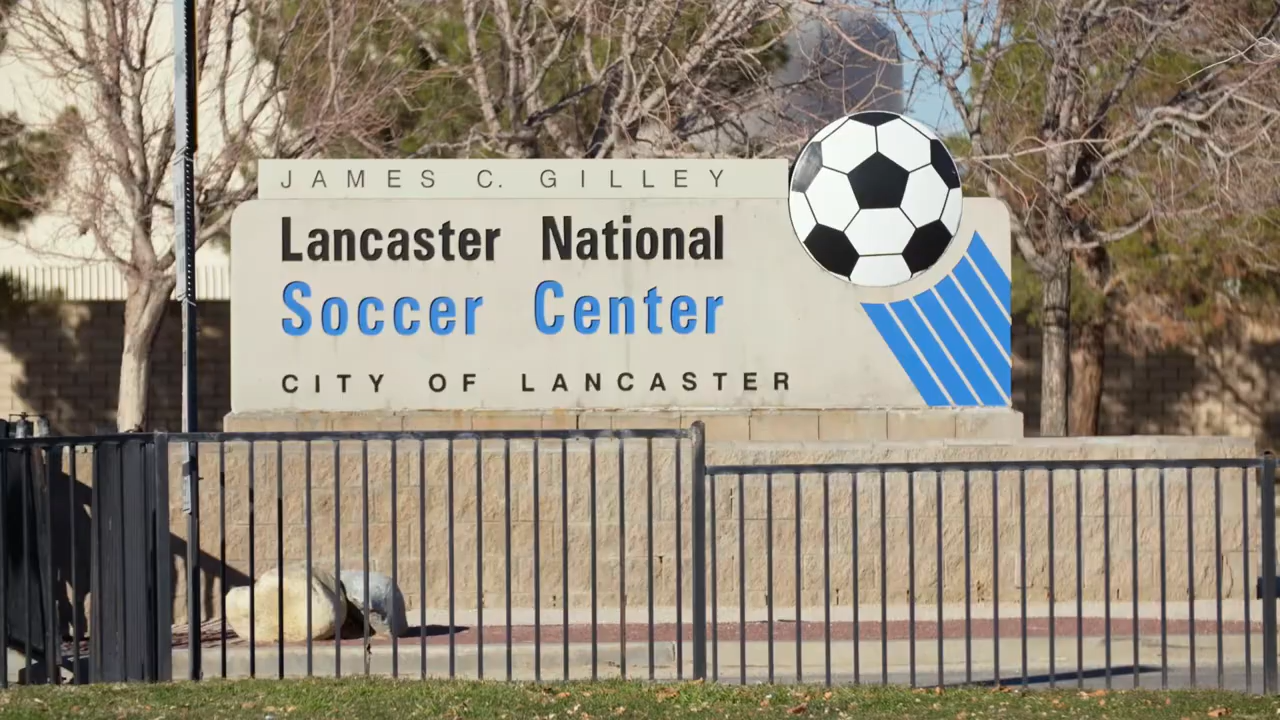 JAMES C. GILLEY
Lancaster National
Soccer Center
CITY OF LANCASTER